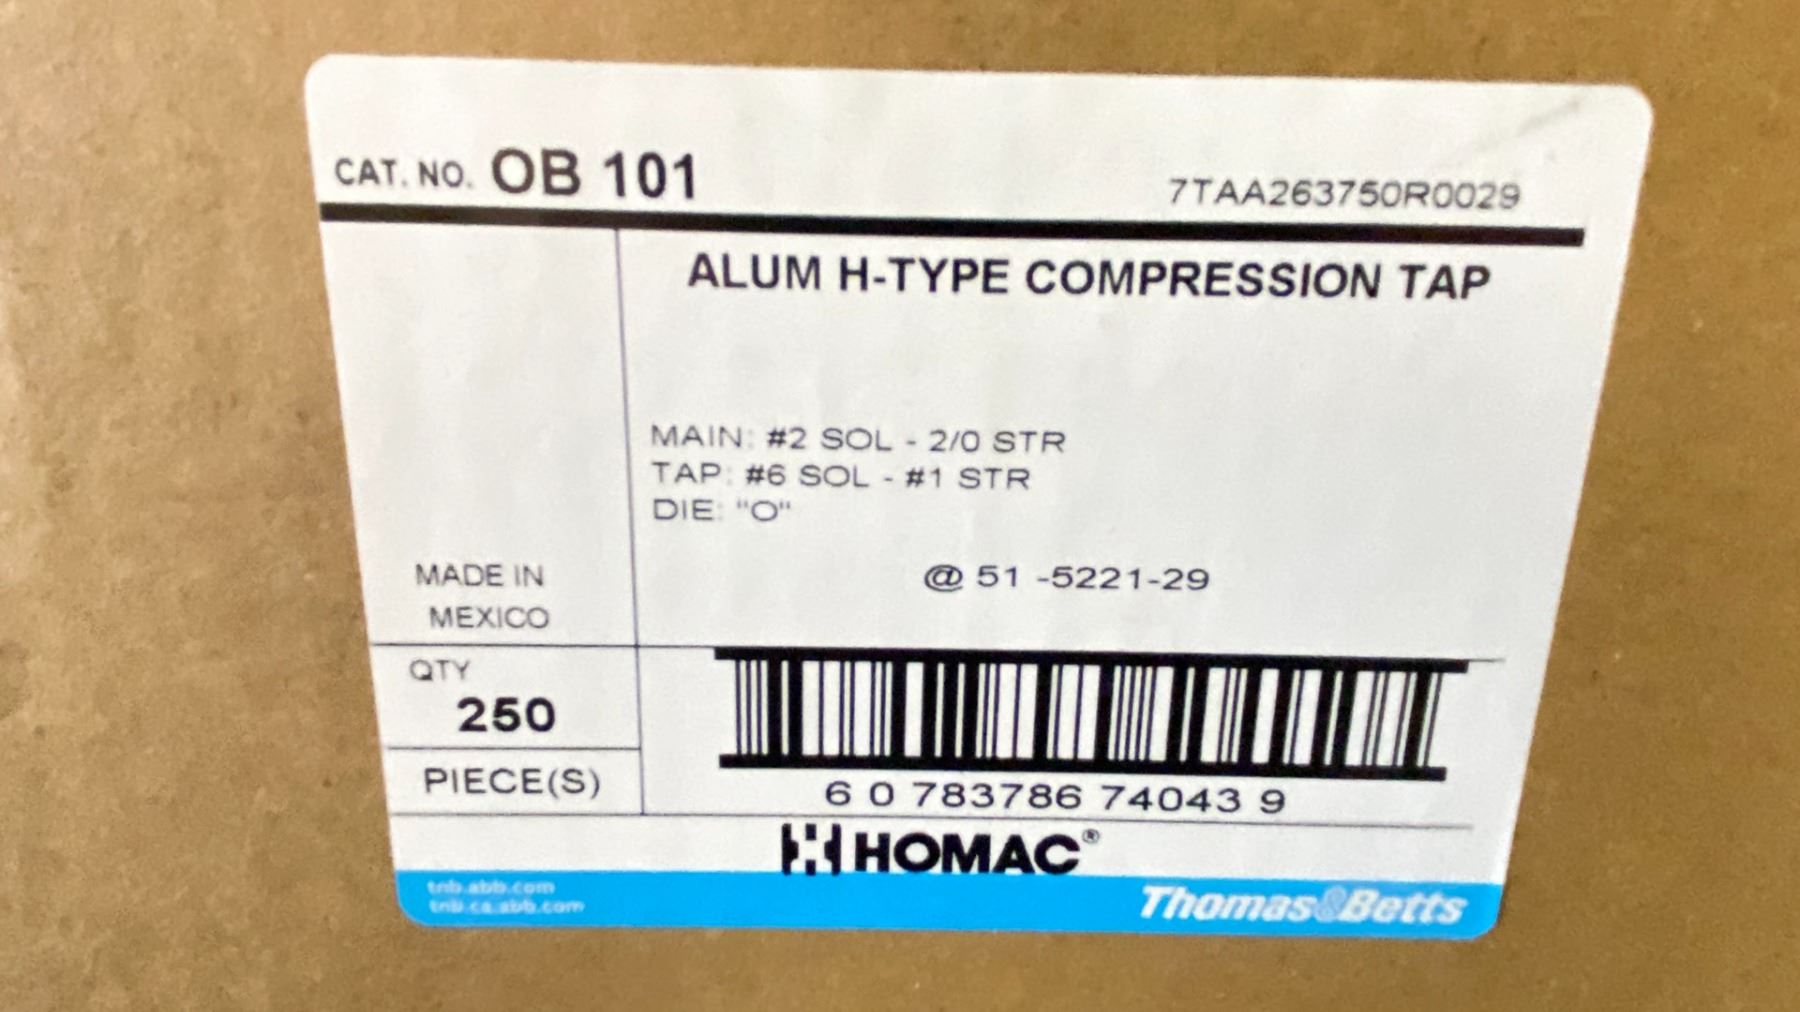 CAT. NO. OB 101
7TAA263750R0029
ALUM H-TYPE COMPRESSION TAP
MAIN: #2 SOL - 2/0 STR
TAP: #6 SOL - #1 STR
DIE: "O"
@ 51 -5221-29
MADE IN
MEXICO
QTY
250
PIECE(S)
6 0 783786 74043 9
HOMAC®
tnb.abb.com
tnb.ca.abb.com
Thomas&Betts